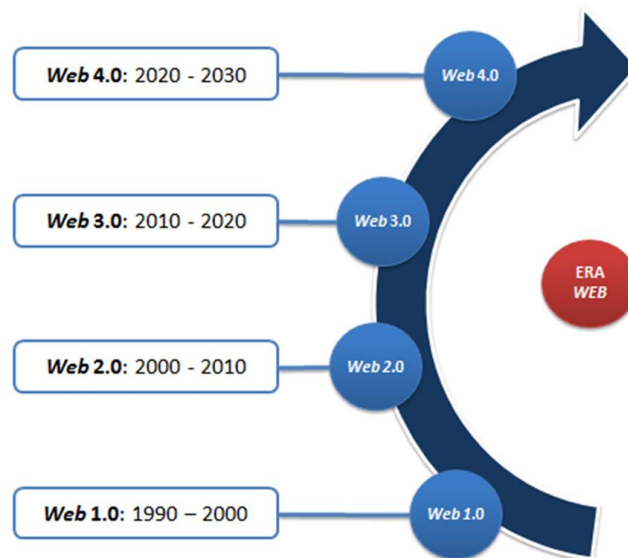 Web 4.0: 2020 - 2030
Web 4.0
Web 3.0: 2010 - 2020
Web 3.0
ERA
WEB
Web 2.0: 2000 - 2010
Web 2.0
Web 1.0: 1990 – 2000
Web 1.0